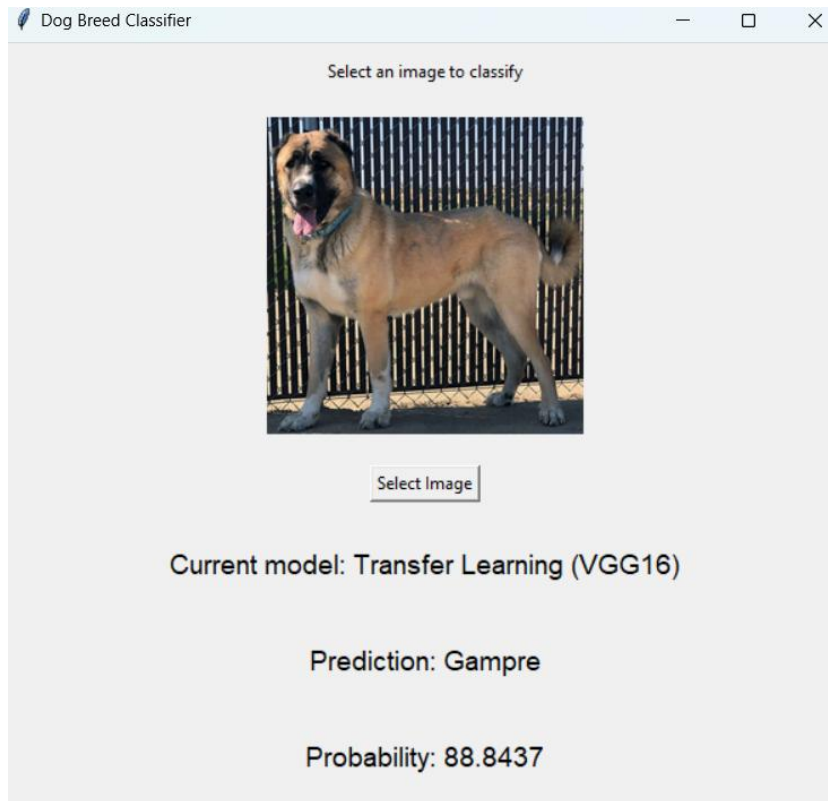 Dog Breed Classifier
Select an image to classify
Select Image
Current model: Transfer Learning (VGG16)
Prediction: Gampre
Probability: 88.8437